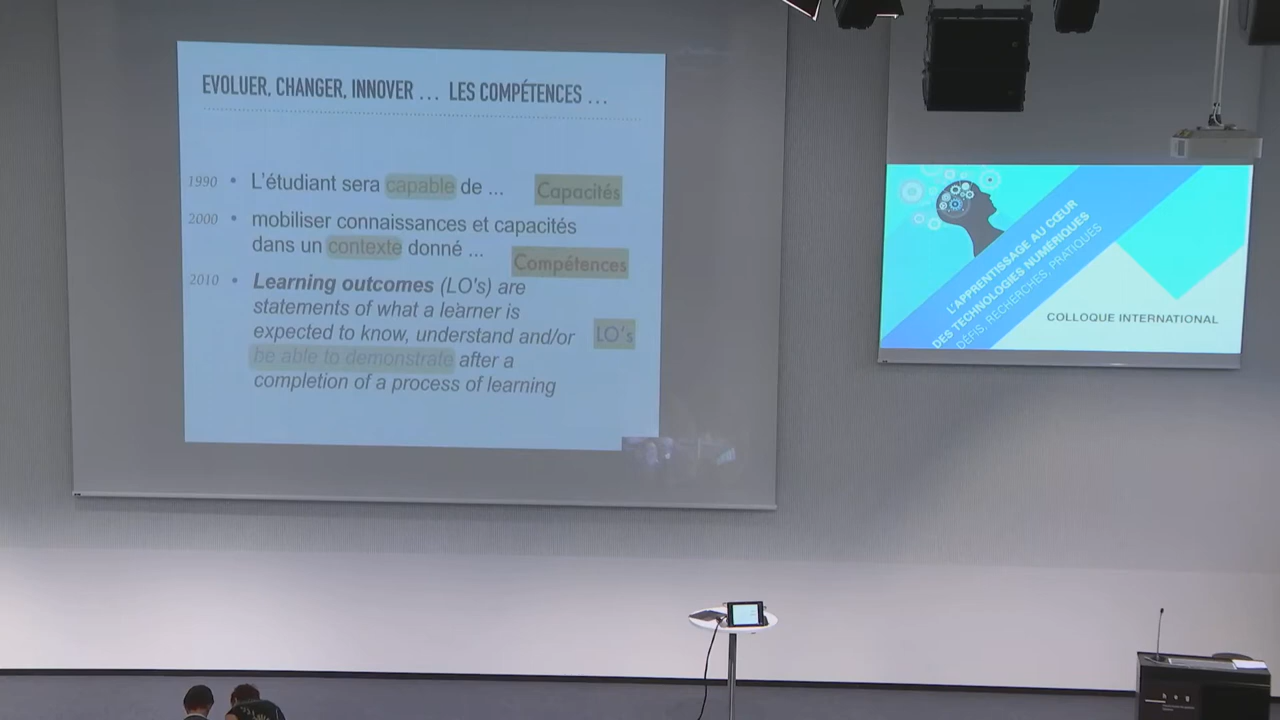 EVOLUER, CHANGER, INNOVER ... LES COMPÉTENCES ...
1990 • L'étudiant sera capable de ... Capacités
2000 • mobiliser connaissances et capacités
dans un contexte donné ...
Compétences
2010 • Learning outcomes (LO's) are
statements of what a learner is
expected to know, understand and/or
LO's
be able to demonstrate after a
completion of a process of learning
L'APPRENTISSAGE AU CŒUR
DES TECHNOLOGIES NUMÉRIQUES
DÉFIS, RECHERCHES, PRATIQUES
COLLOQUE INTERNATIONAL
h e g